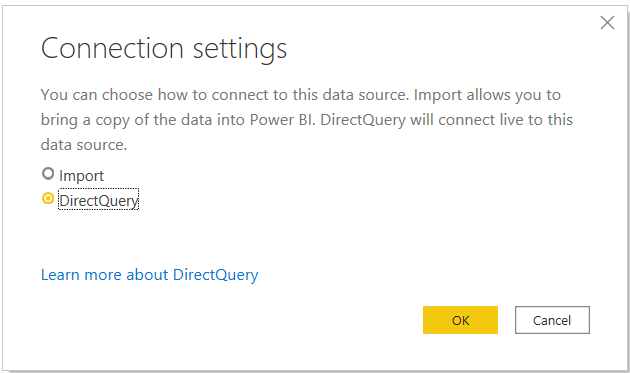 Connection settings
You can choose how to connect to this data source. Import allows you to
bring a copy of the data into Power BI. DirectQuery will connect live to this
data source.
Import
DirectQuery
Learn more about DirectQuery
OK Cancel